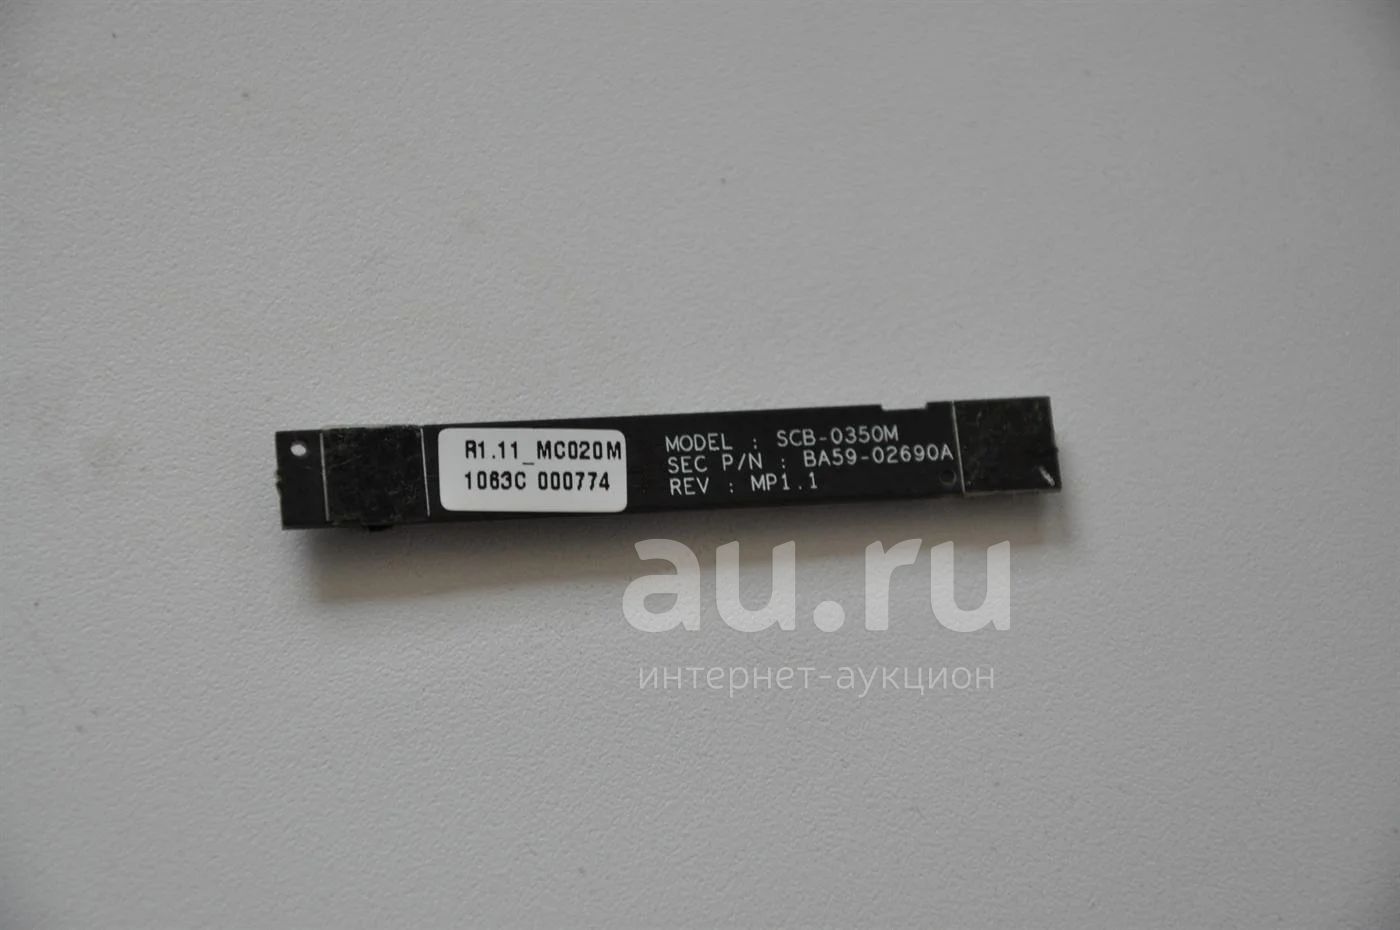 R1.11_MC020M
1063C 000774
MODEL : SCB-0350M
SEC P/N : BA59-02690A
REV : MP1.1
au.ru
интернет-аукцион